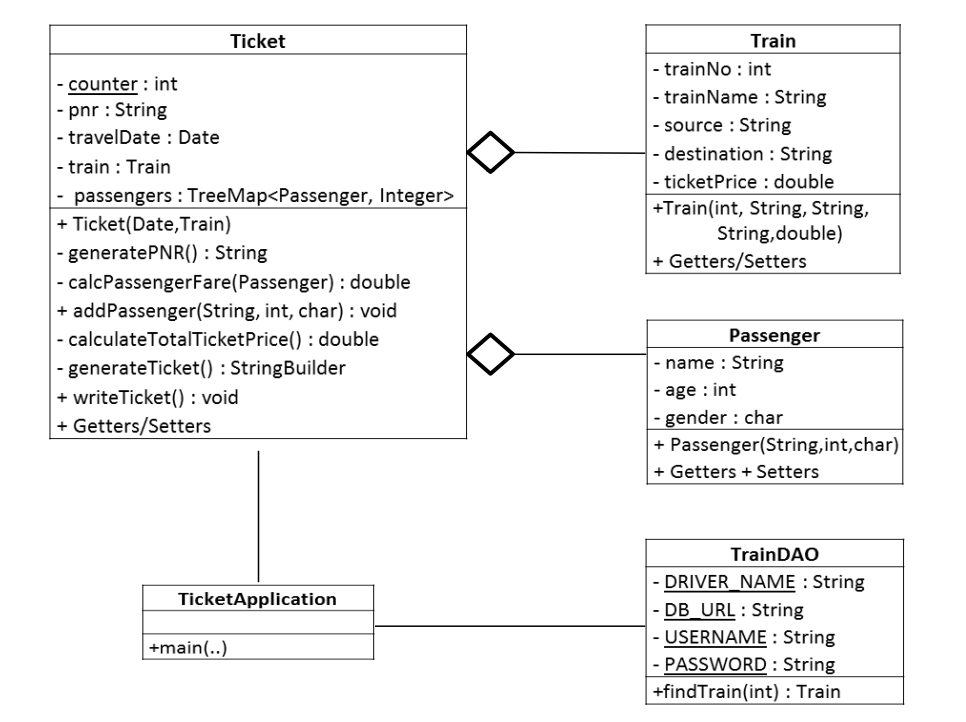 Ticket
- counter : int
- pnr : String
- travelDate : Date
- train : Train
- passengers : TreeMap<Passenger, Integer>
+ Ticket(Date,Train)
- generatePNR() : String
- calcPassengerFare(Passenger) : double
+ addPassenger(String, int, char) : void
- calculateTotalTicketPrice() : double
- generateTicket() : StringBuilder
+ writeTicket() : void
+ Getters/Setters
Train
- trainNo : int
- trainName : String
- source : String
- destination : String
- ticketPrice : double
+Train(int, String, String,
String,double)
+ Getters/Setters
Passenger
- name : String
- age : int
- gender : char
+ Passenger(String,int,char)
+ Getters + Setters
TicketApplication
+main(..)
TrainDAO
- DRIVER_NAME : String
- DB_URL : String
- USERNAME : String
- PASSWORD : String
+findTrain(int) : Train